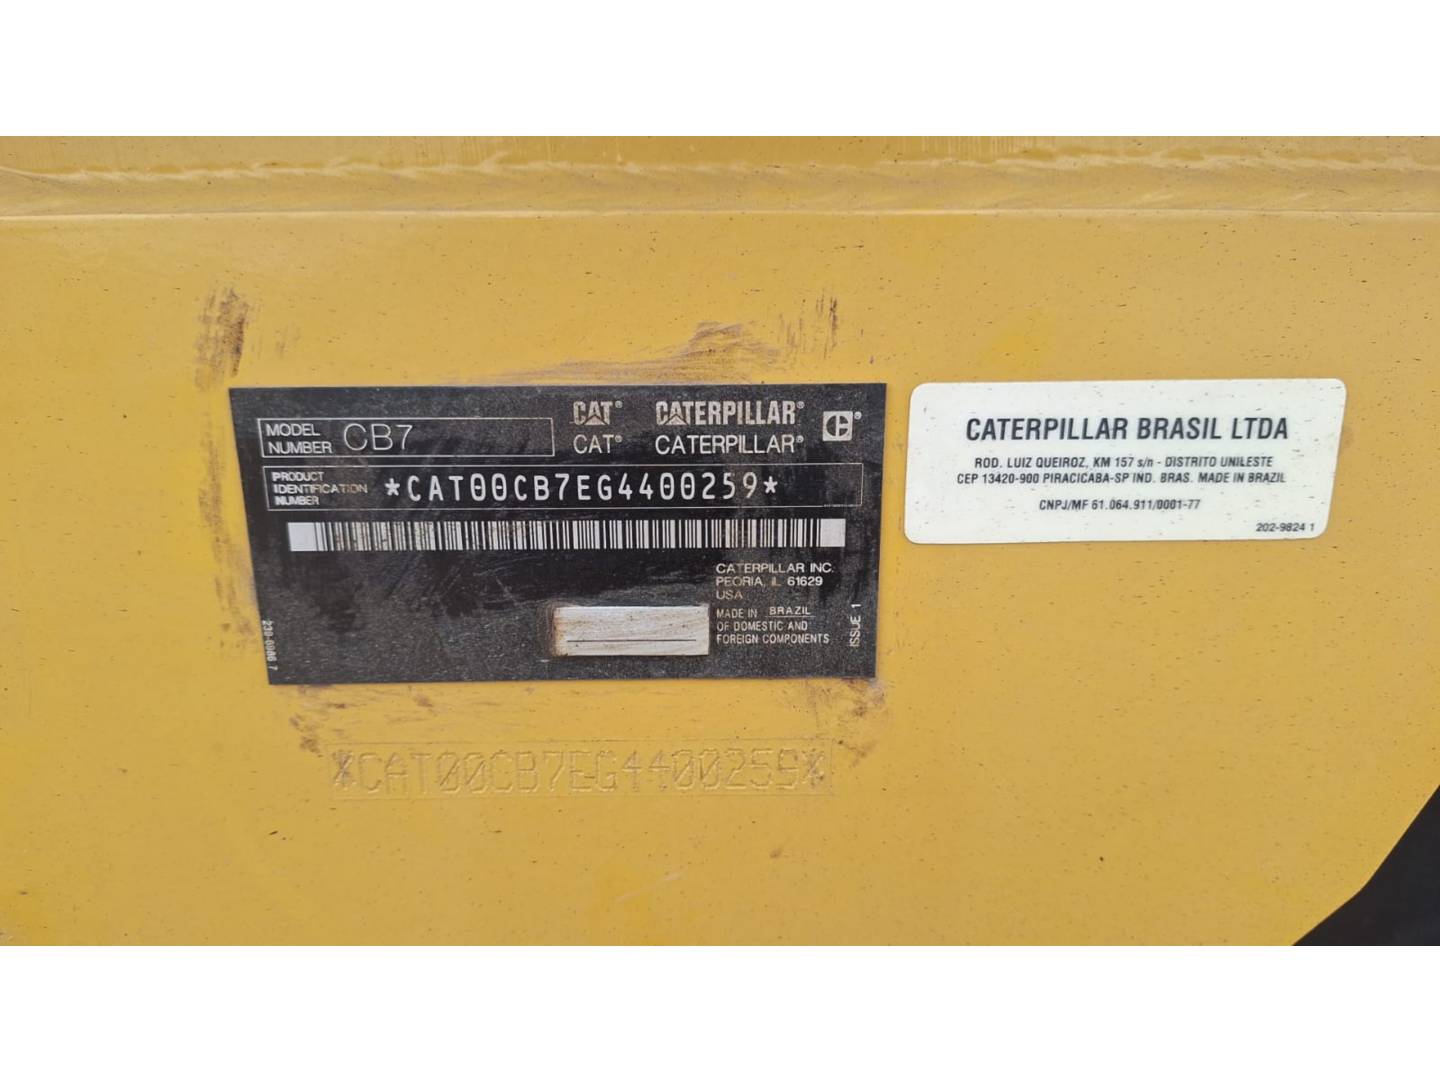 MODEL NUMBER CB7
CAT® CATERPILLAR®
CAT® CATERPILLAR®
PRODUCT IDENTIFICATION NUMBER *CAT00CB7EG4400259*
CATERPILLAR INC.
PEORIA, IL 61629
USA
MADE IN BRAZIL
OF DOMESTIC AND
FOREIGN COMPONENTS
ISSUE 1
*CAT00CB7EG4400259*
CATERPILLAR BRASIL LTDA
ROD. LUIZ QUEIROZ, KM 157 s/n - DISTRITO UNILESTE
CEP 13420-900 PIRACICABA-SP IND. BRAS. MADE IN BRAZIL
CNPJ/MF 61.064.911/0001-77
202-9824 1